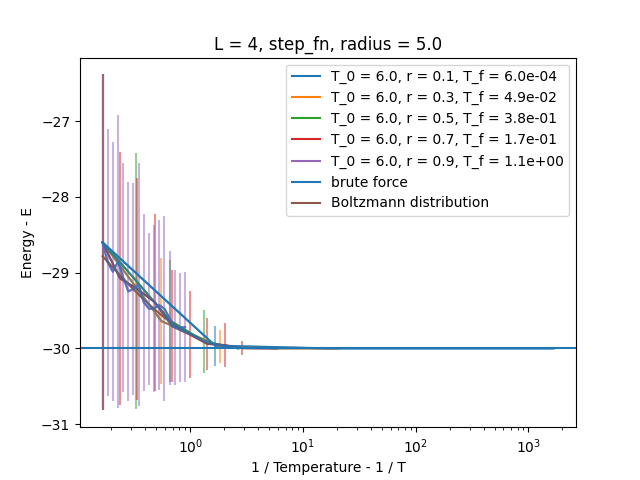 L = 4, step_fn, radius = 5.0
T_0 = 6.0, r = 0.1, T_f = 6.0e-04
T_0 = 6.0, r = 0.3, T_f = 4.9e-02
T_0 = 6.0, r = 0.5, T_f = 3.8e-01
T_0 = 6.0, r = 0.7, T_f = 1.7e-01
T_0 = 6.0, r = 0.9, T_f = 1.1e+00
brute force
Boltzmann distribution
Energy - E
−27
−28
−29
−30
−31
10⁰ 10¹ 10² 10³
1 / Temperature - 1 / T